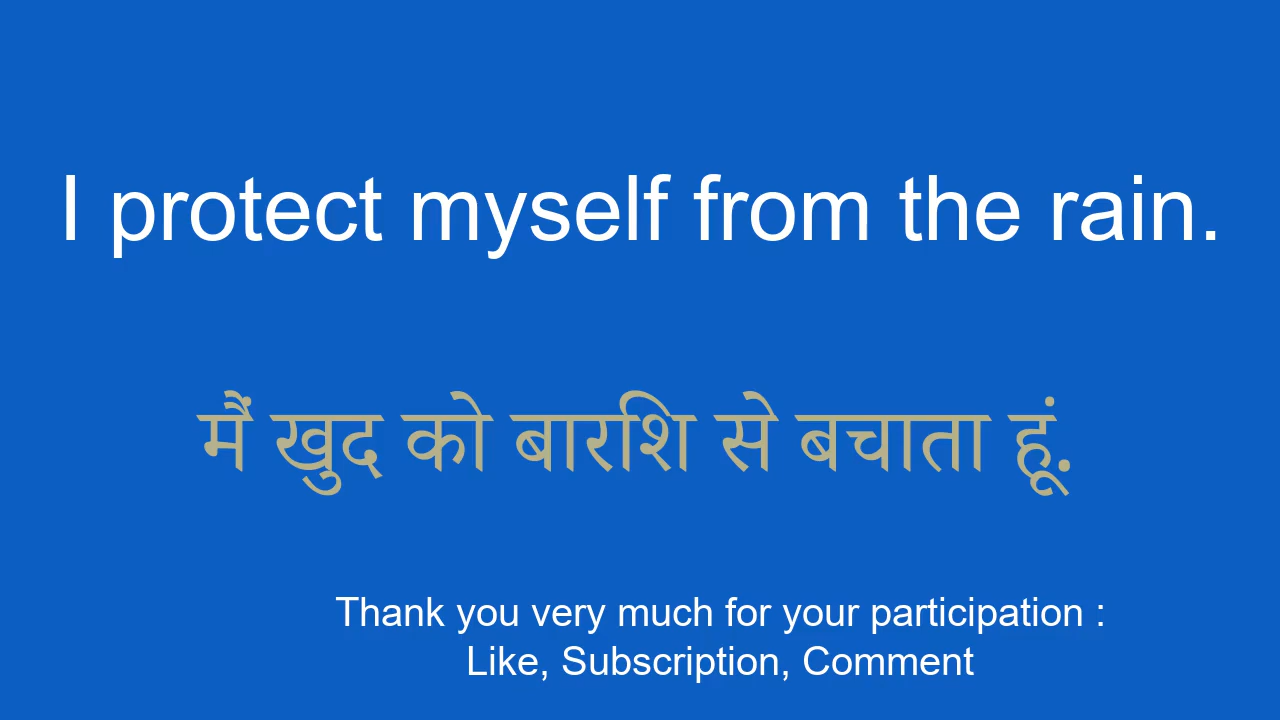 I protect myself from the rain.
मैं खुद को बारिश से बचाता हूं.
Thank you very much for your participation :
Like, Subscription, Comment